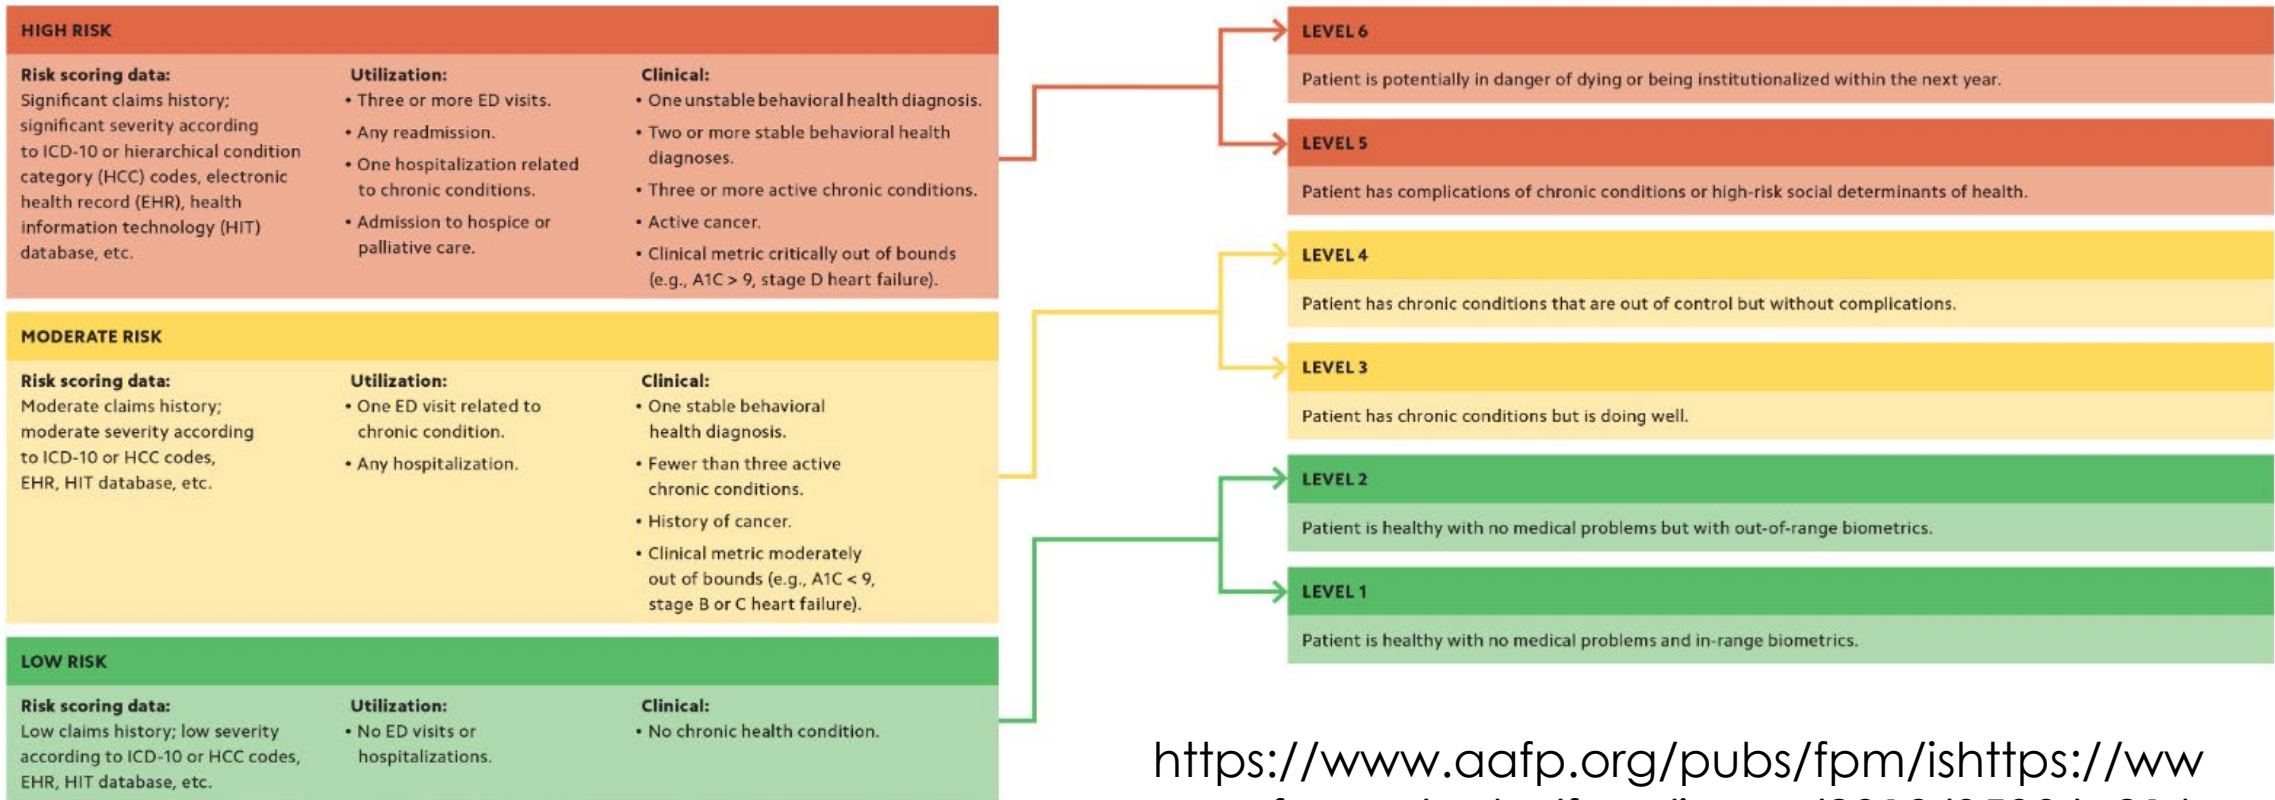 HIGH RISK
Risk scoring data:
Significant claims history;
significant severity according
to ICD-10 or hierarchical condition
category (HCC) codes, electronic
health record (EHR), health
information technology (HIT)
database, etc.
Utilization:
• Three or more ED visits.
• Any readmission.
• One hospitalization related
to chronic conditions.
• Admission to hospice or
palliative care.
Clinical:
• One unstable behavioral health diagnosis.
• Two or more stable behavioral health
diagnoses.
• Three or more active chronic conditions.
• Active cancer.
• Clinical metric critically out of bounds
(e.g., A1C > 9, stage D heart failure).
MODERATE RISK
Risk scoring data:
Moderate claims history;
moderate severity according
to ICD-10 or HCC codes,
EHR, HIT database, etc.
Utilization:
• One ED visit related to
chronic condition.
• Any hospitalization.
Clinical:
• One stable behavioral
health diagnosis.
• Fewer than three active
chronic conditions.
• History of cancer.
• Clinical metric moderately
out of bounds (e.g., A1C < 9,
stage B or C heart failure).
LOW RISK
Risk scoring data:
Low claims history; low severity
according to ICD-10 or HCC codes,
EHR, HIT database, etc.
Utilization:
• No ED visits or
hospitalizations.
Clinical:
• No chronic health condition.
LEVEL 6
Patient is potentially in danger of dying or being institutionalized within the next year.
LEVEL 5
Patient has complications of chronic conditions or high-risk social determinants of health.
LEVEL 4
Patient has chronic conditions that are out of control but without complications.
LEVEL 3
Patient has chronic conditions but is doing well.
LEVEL 2
Patient is healthy with no medical problems but with out-of-range biometrics.
LEVEL 1
Patient is healthy with no medical problems and in-range biometrics.
https://www.aafp.org/pubs/fpm/ishttps://ww